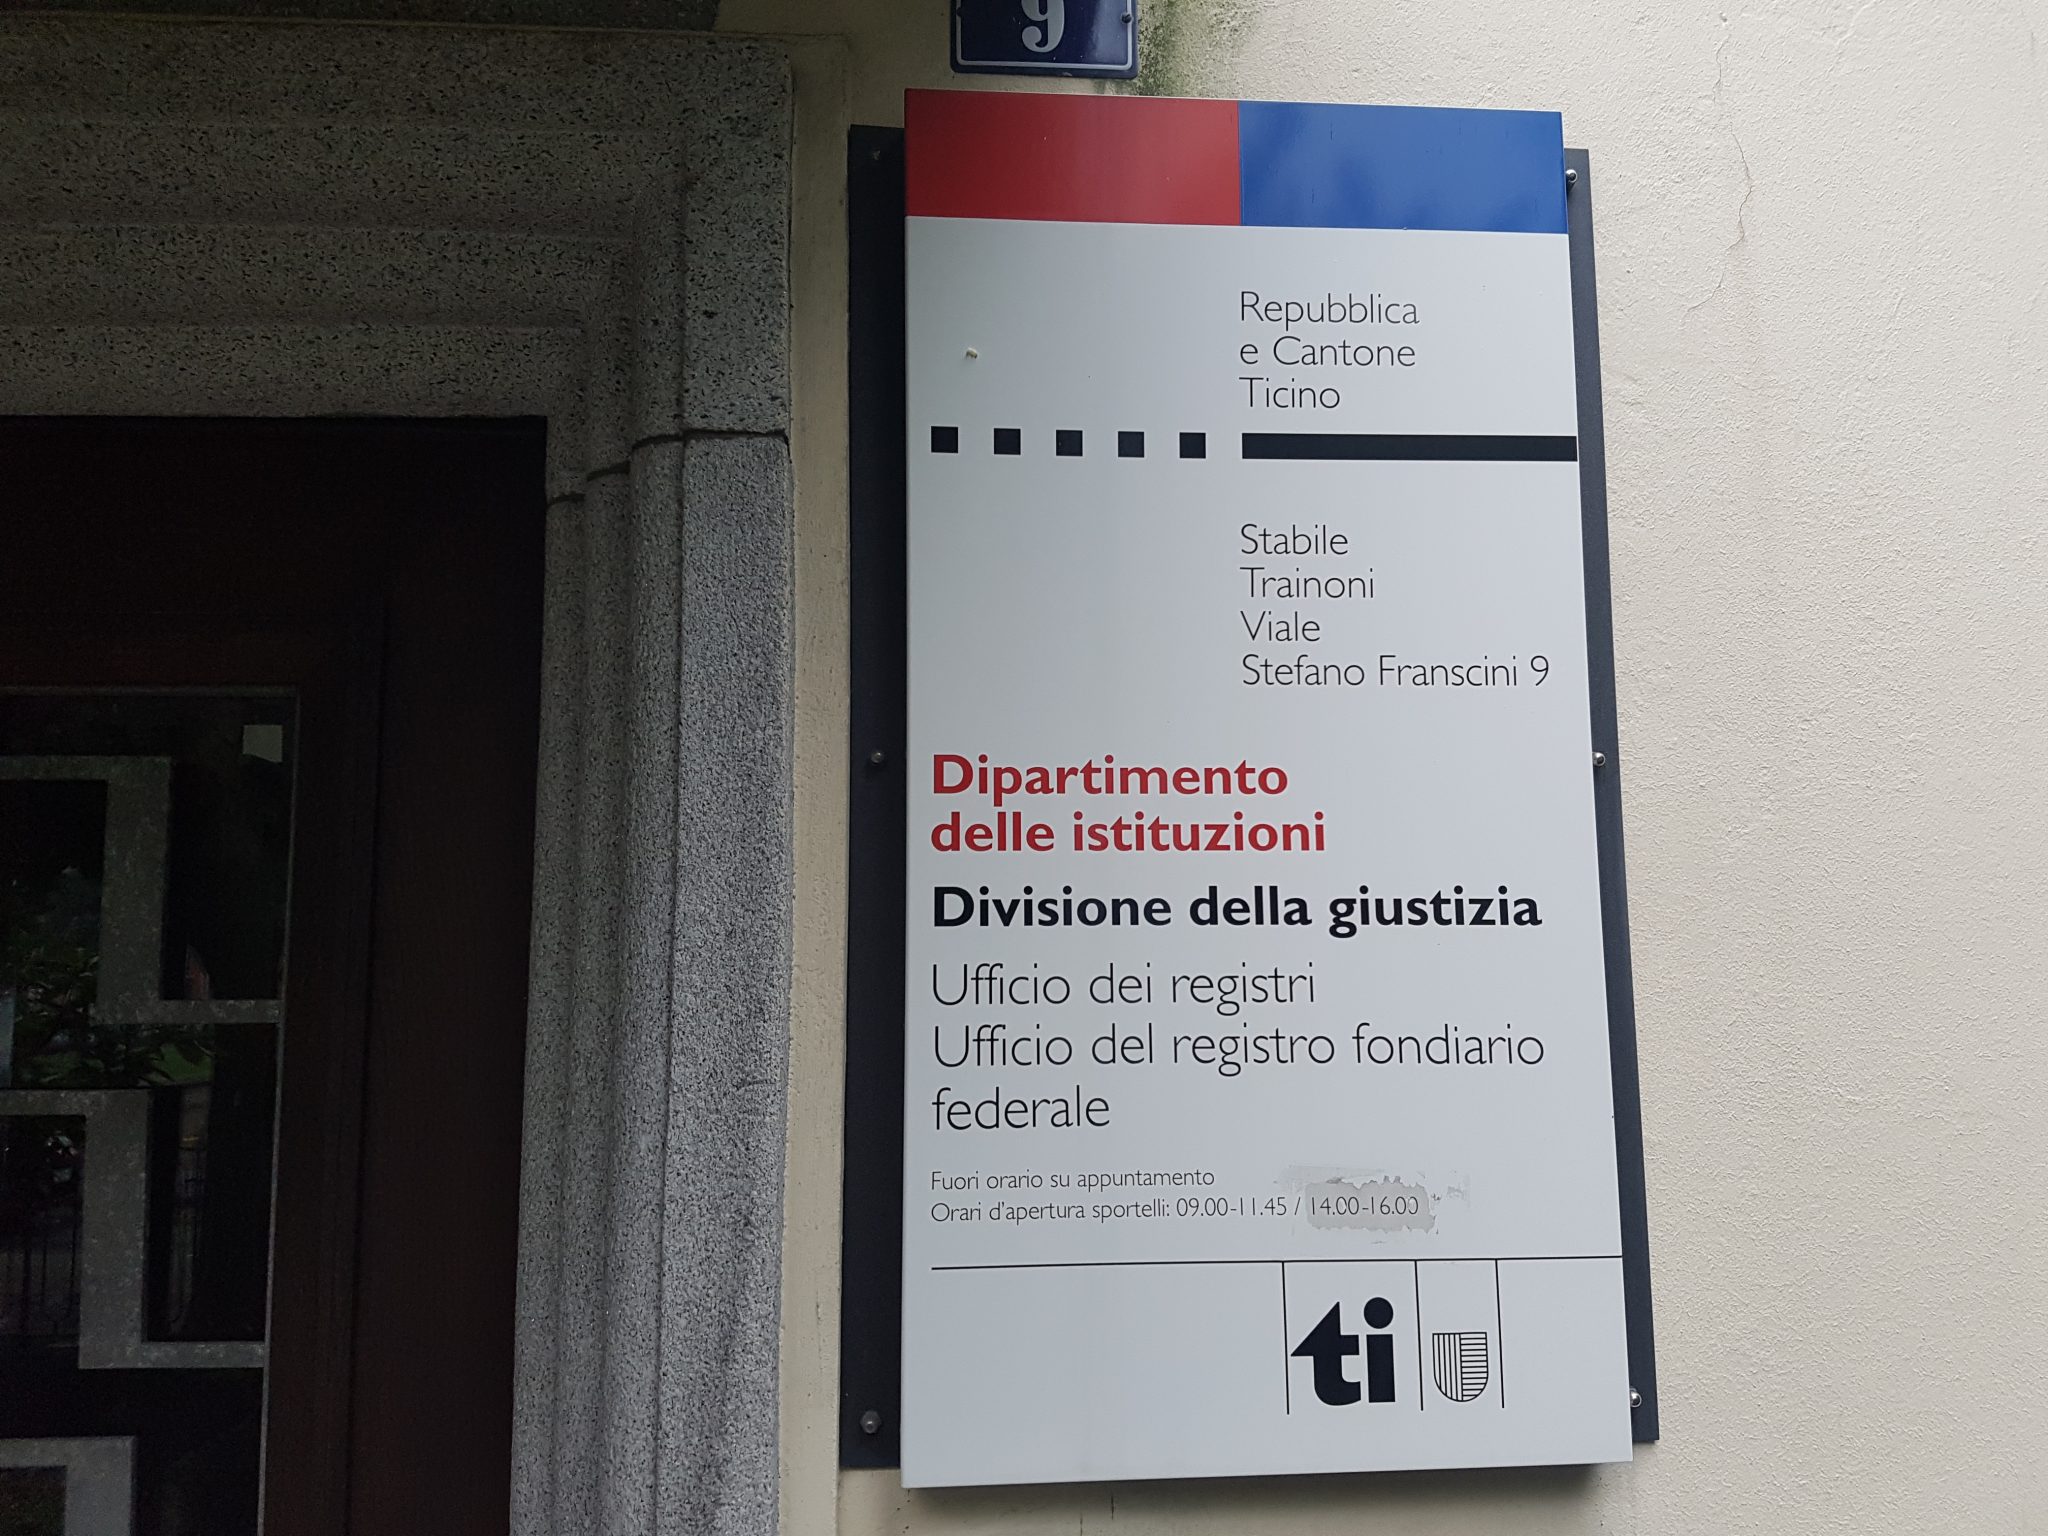 9
Repubblica
e Cantone
Ticino
Stabile
Trainoni
Viale
Stefano Franscini 9
Dipartimento
delle istituzioni
Divisione della giustizia
Ufficio dei registri
Ufficio del registro fondiario
federale
Fuori orario su appuntamento
Orari d'apertura sportelli: 09.00-11.45 / 14.00-16.00
ti